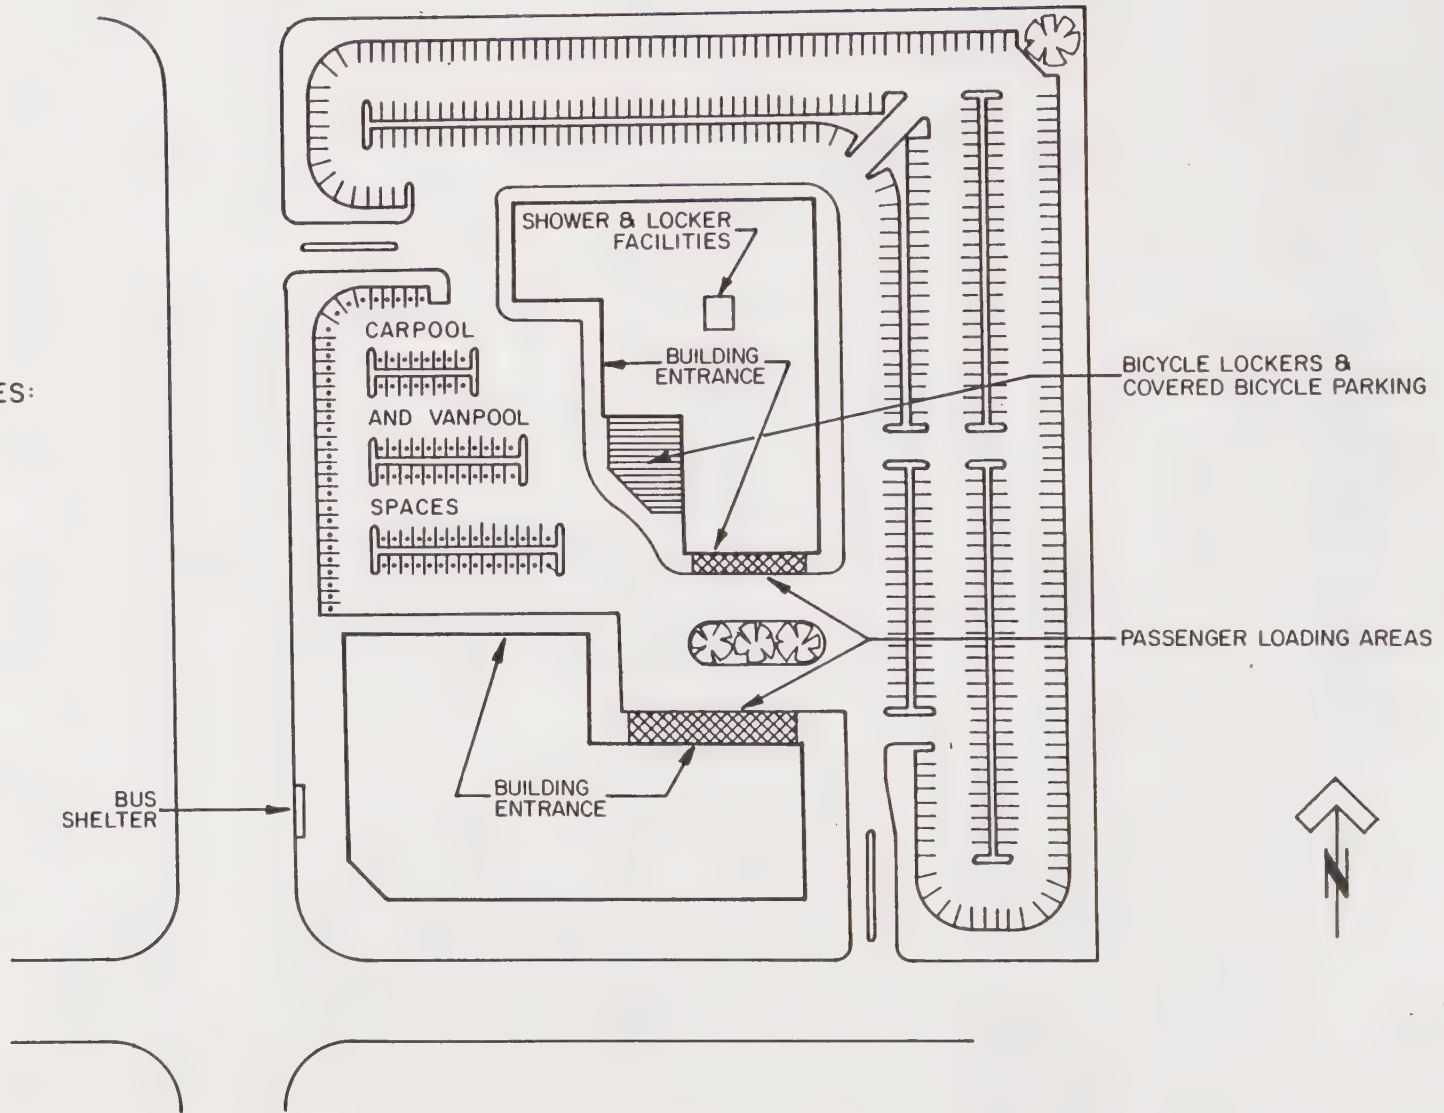 SHOWER & LOCKER
FACILITIES
CARPOOL
BUILDING
ENTRANCE
BICYCLE LOCKERS &
COVERED BICYCLE PARKING
ES:
AND VANPOOL
SPACES
PASSENGER LOADING AREAS
BUILDING
ENTRANCE
BUS
SHELTER
N